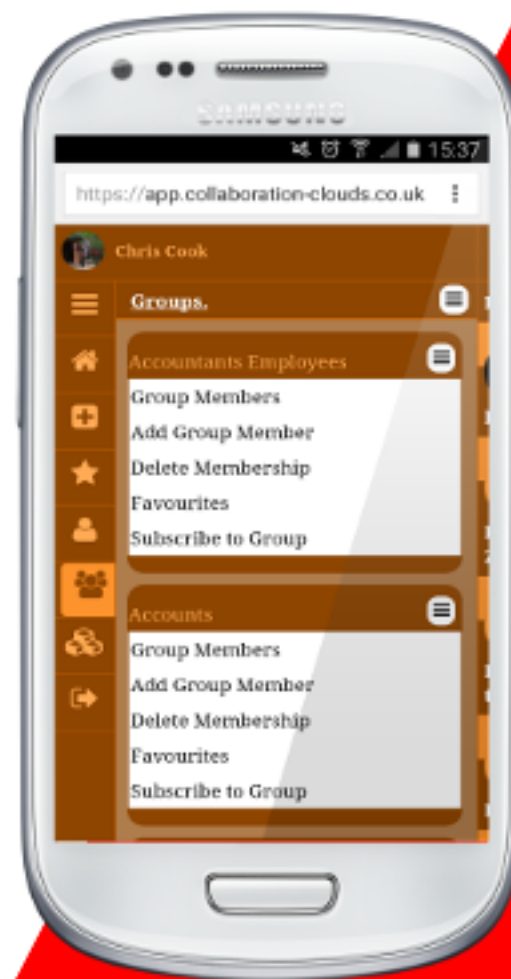 SAMSUNG
15:37
https://app.collaboration-clouds.co.uk
Chris Cook
Groups.
Accountants Employees
Group Members
Add Group Member
Delete Membership
Favourites
Subscribe to Group
Accounts
Group Members
Add Group Member
Delete Membership
Favourites
Subscribe to Group